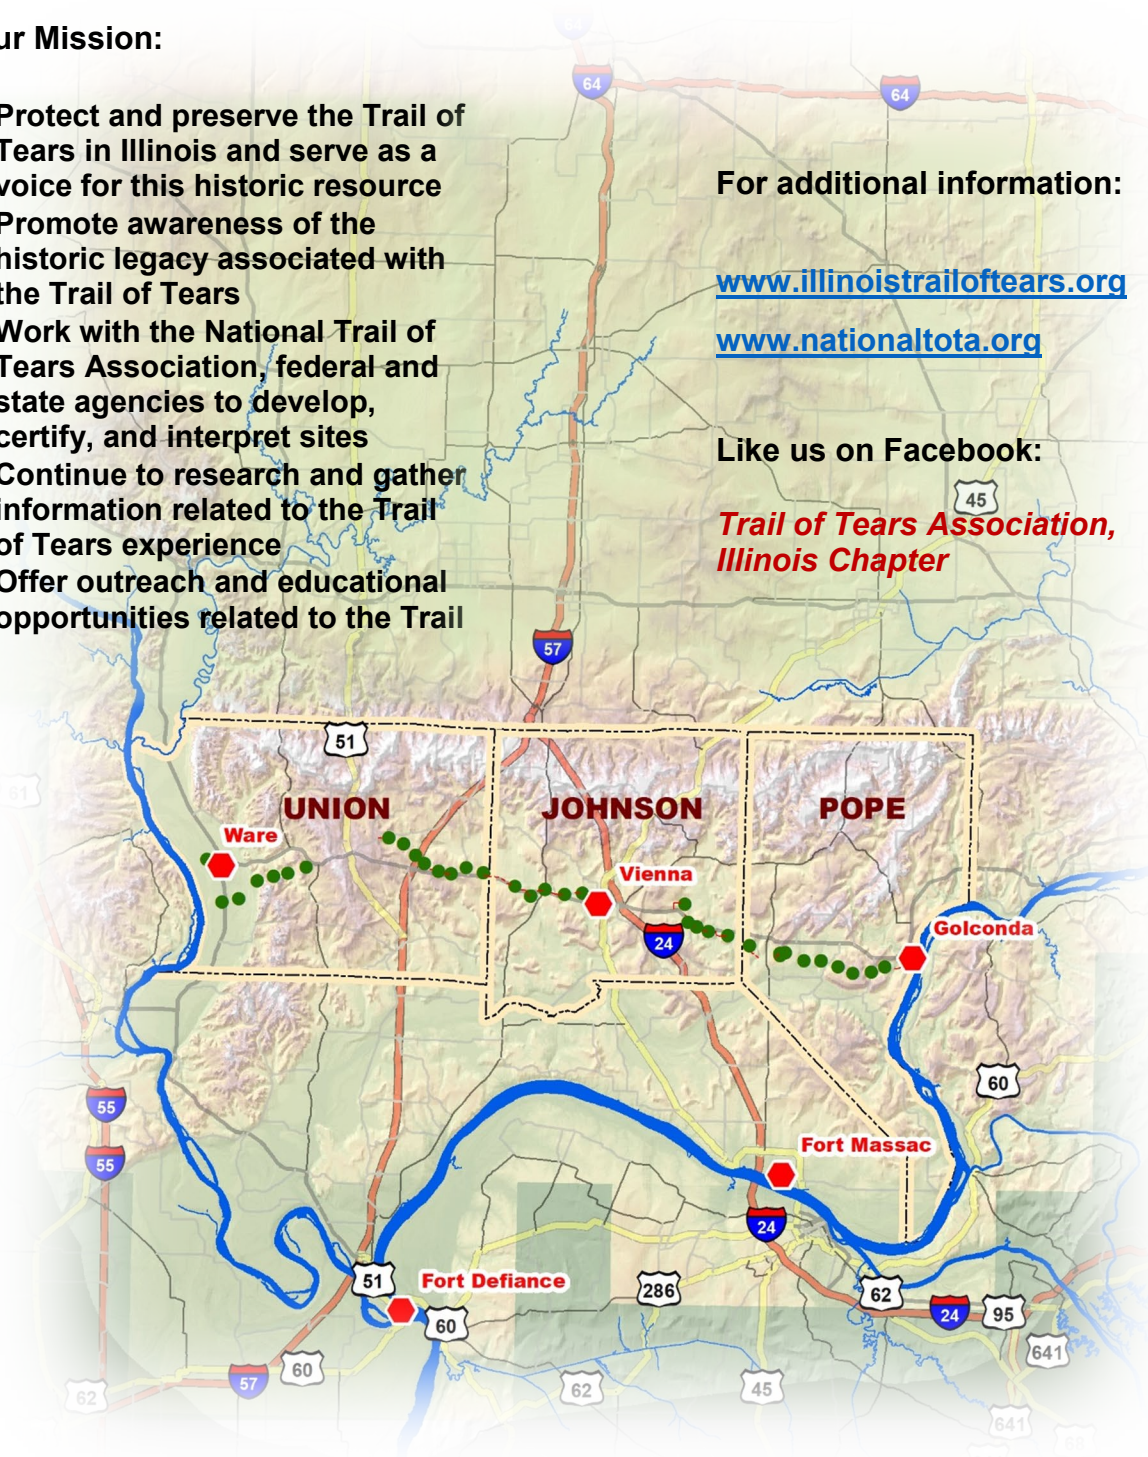 ur Mission:
Protect and preserve the Trail of
Tears in Illinois and serve as a
voice for this historic resource
Promote awareness of the
historic legacy associated with
the Trail of Tears
Work with the National Trail of
Tears Association, federal and
state agencies to develop,
certify, and interpret sites
Continue to research and gather
information related to the Trail
of Tears experience
Offer outreach and educational
opportunities related to the Trail
For additional information:
www.illinoistrailoftears.org
www.nationaltota.org
Like us on Facebook:
Trail of Tears Association,
Illinois Chapter
64
64
64
45
57
51
61
UNION
JOHNSON
POPE
Ware
Vienna
24
Golconda
60
55
55
Fort Massac
24
51
Fort Defiance
60
286
62
24
95
641
60
57
62
62
45
641